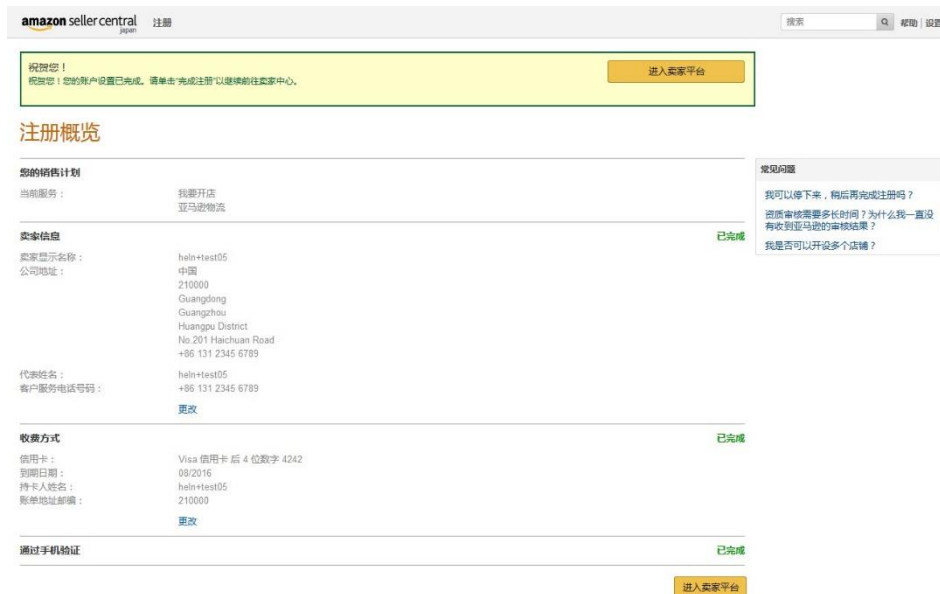 amazon seller central 注册
japan
搜索 帮助 | 设置
祝贺您！
祝贺您！您的账户设置已完成。请单击“完成注册”以继续前往卖家中心。
进入卖家平台
注册概览
您的销售计划
当前服务： 我要开店
亚马逊物流
卖家信息 已完成
卖家显示名称： heln+test05
公司地址： 中国
210000
Guangdong
Guangzhou
Huangpu District
No.201 Haichuan Road
+86 131 2345 6789
代表姓名： heln+test05
客户服务电话号码： +86 131 2345 6789
更改
收费方式 已完成
信用卡： Visa 信用卡 后 4 位数字 4242
到期日期： 08/2016
持卡人姓名： heln+test05
账单地址邮编： 210000
更改
通过手机验证 已完成
进入卖家平台
常见问题
我可以停下来，稍后再完成注册吗？
资质审核需要多长时间？为什么我一直没
有收到亚马逊的审核结果？
我是否可以开设多个店铺？